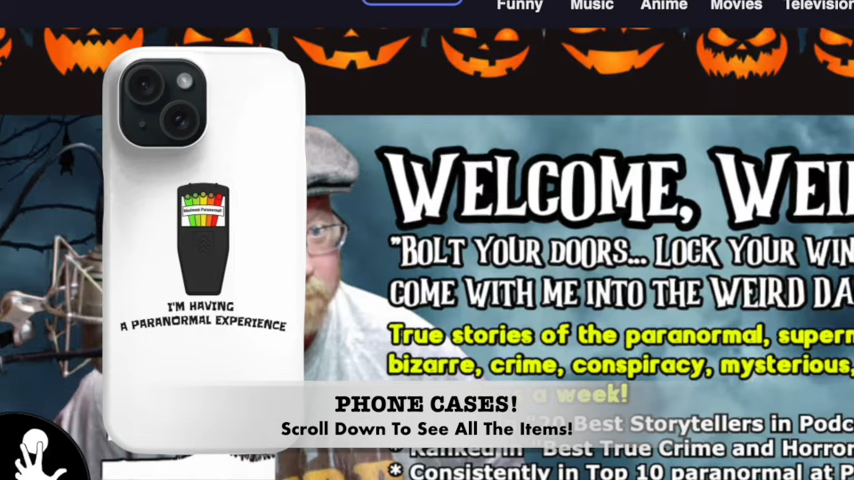 Funny Music Anime Movies Television
WELCOME, WEI
"BOLT YOUR DOORS... LOCK YOUR WIN
COME WITH ME INTO THE WEIRD DA
True stories of the paranormal, supern
bizarre, crime, conspiracy, mysterious,
a week!
Best Storytellers in Podc
Ranked in "Best True Crime and Horror
* Consistently in Top 10 paranormal at P
I'M HAVING
A PARANORMAL EXPERIENCE
PHONE CASES!
Scroll Down To See All The Items!